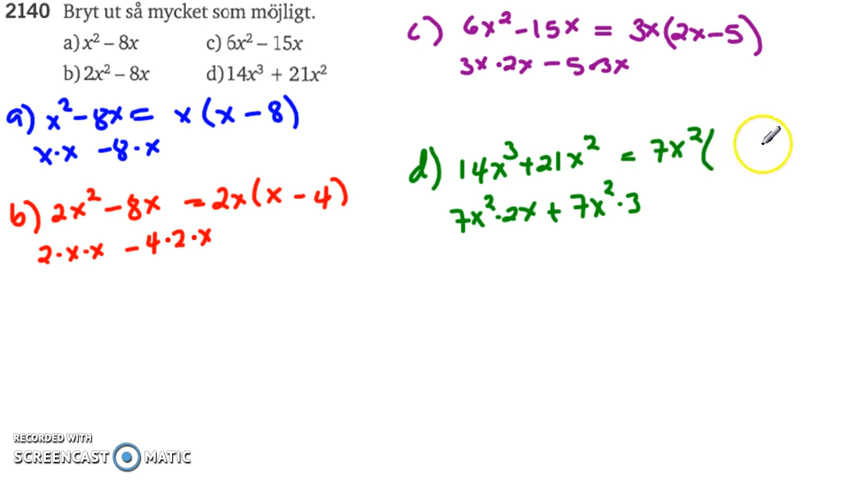 2140 Bryt ut så mycket som möjligt.
a) x² – 8x c) 6x² – 15x
b) 2x² – 8x d) 14x³ + 21x²
a) x² - 8x = x(x - 8)
x·x - 8·x
b) 2x² - 8x = 2x(x - 4)
2·x·x - 4·2·x
c) 6x² - 15x = 3x(2x - 5)
3x·2x - 5·3x
d) 14x³ + 21x² = 7x²(
7x²·2x + 7x²·3
RECORDED WITH
SCREENCAST MATIC